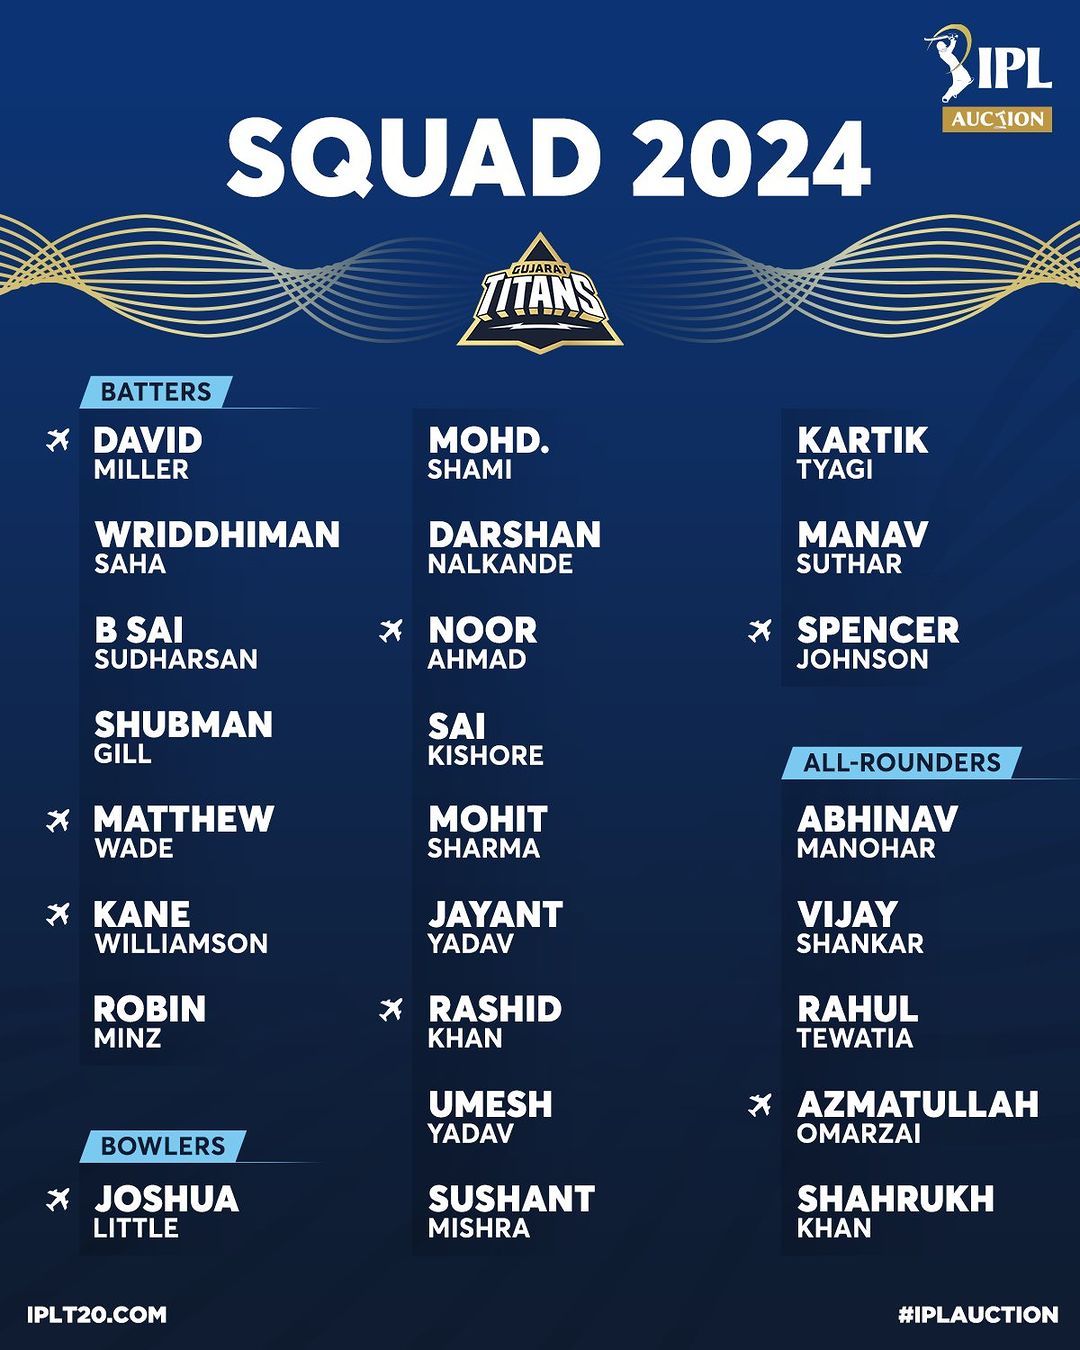 IPL
AUCTION
SQUAD 2024
GUJARAT
TITANS
BATTERS
DAVID
MILLER
WRIDDHIMAN
SAHA
B SAI
SUDHARSAN
SHUBMAN
GILL
MATTHEW
WADE
KANE
WILLIAMSON
ROBIN
MINZ
BOWLERS
JOSHUA
LITTLE
MOHD.
SHAMI
DARSHAN
NALKANDE
NOOR
AHMAD
SAI
KISHORE
MOHIT
SHARMA
JAYANT
YADAV
RASHID
KHAN
UMESH
YADAV
SUSHANT
MISHRA
KARTIK
TYAGI
MANAV
SUTHAR
SPENCER
JOHNSON
ALL-ROUNDERS
ABHINAV
MANOHAR
VIJAY
SHANKAR
RAHUL
TEWATIA
AZMATULLAH
OMARZAI
SHAHRUKH
KHAN
IPLT20.COM
#IPLAUCTION